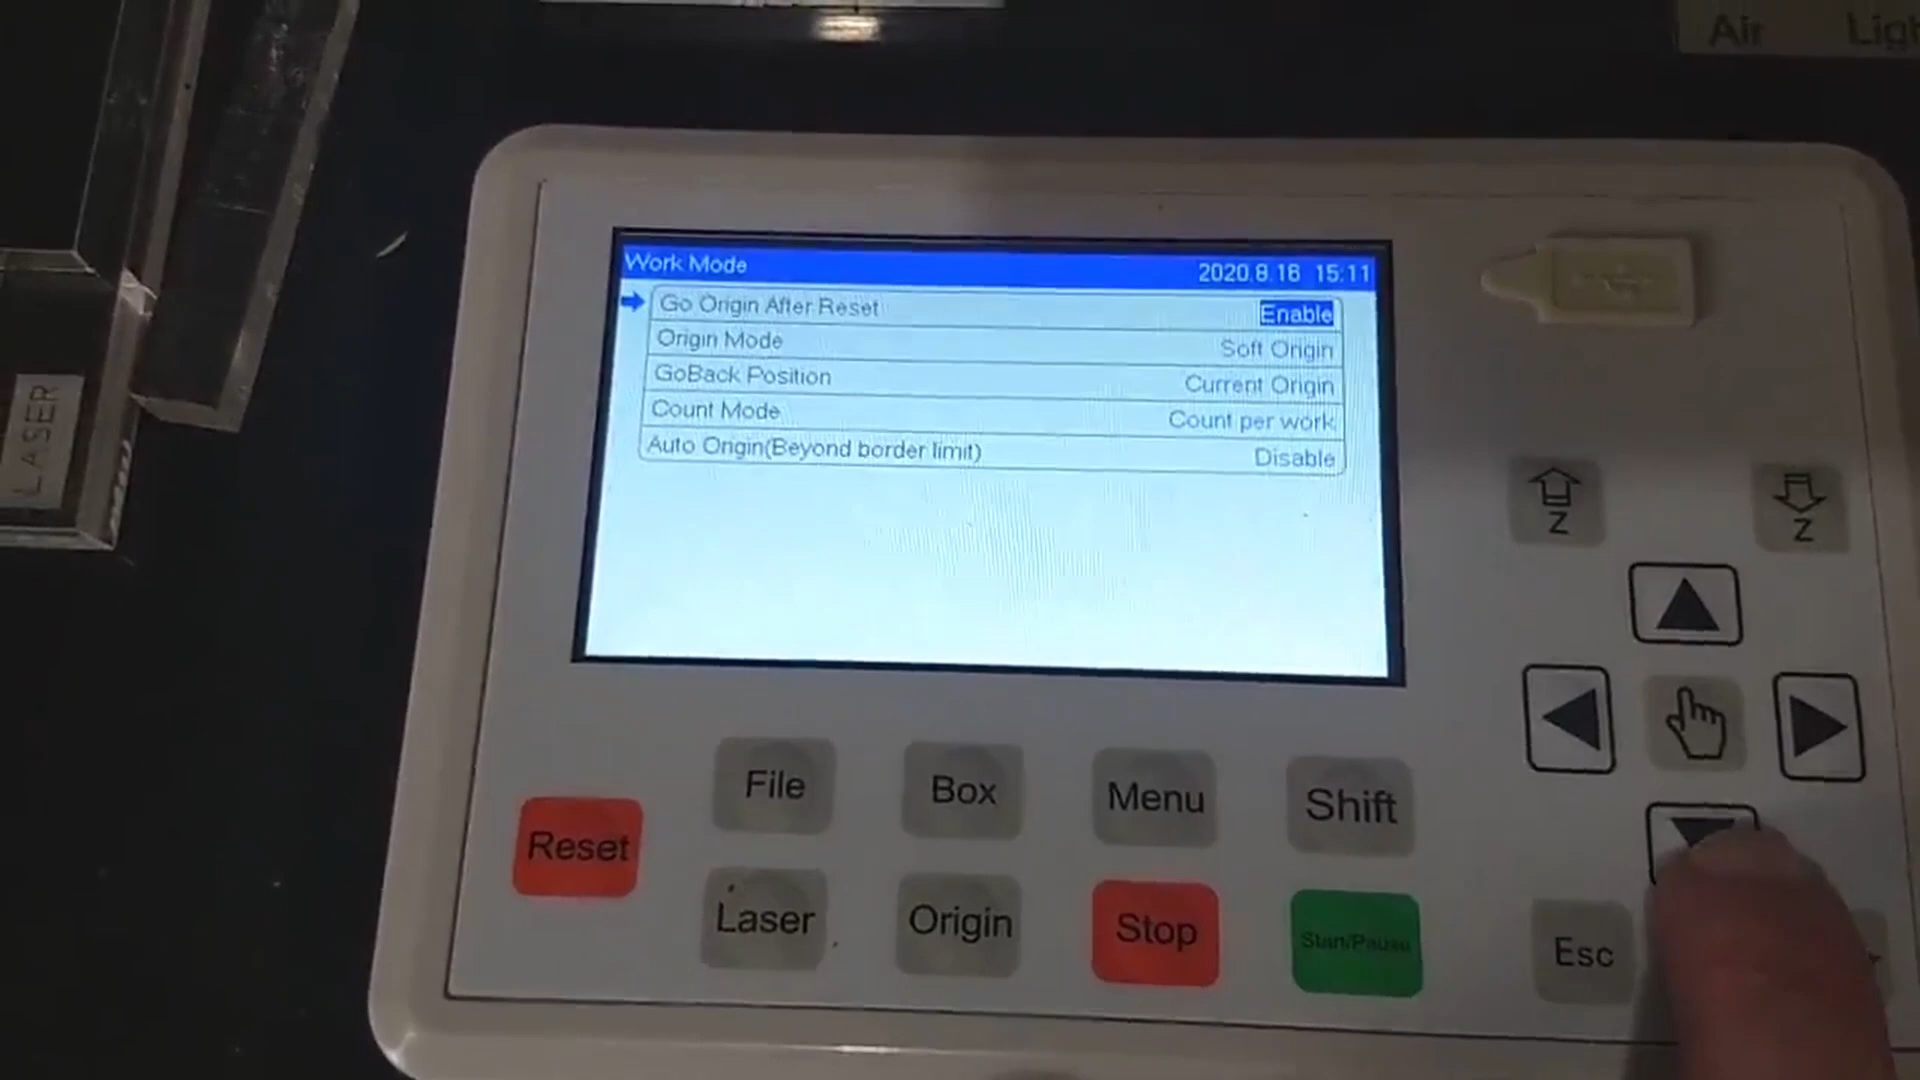 Air Ligh
LASER
Work Mode 2020.8.16 15:11
Go Origin After Reset Enable
Origin Mode Soft Origin
GoBack Position Current Origin
Count Mode Count per work
Auto Origin(Beyond border limit) Disable
Z Z
File Box Menu Shift
Reset
Laser Origin Stop Start/Pause Esc